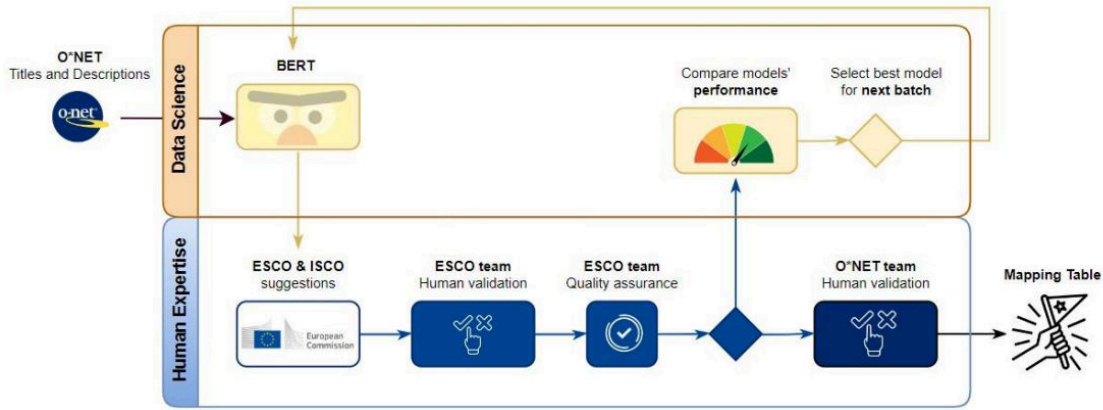 O*NET
Titles and Descriptions
o·net
Data Science
BERT
Compare models'
performance
Select best model
for next batch
Human Expertise
ESCO & ISCO
suggestions
European
Commission
ESCO team
Human validation
ESCO team
Quality assurance
O*NET team
Human validation
Mapping Table